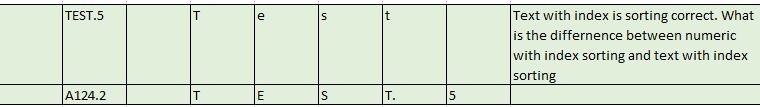 TEST.5 T e s t Text with index is sorting correct. What
is the differnence between numeric
with index sorting and text with index
sorting
A124.2 T E S T. 5